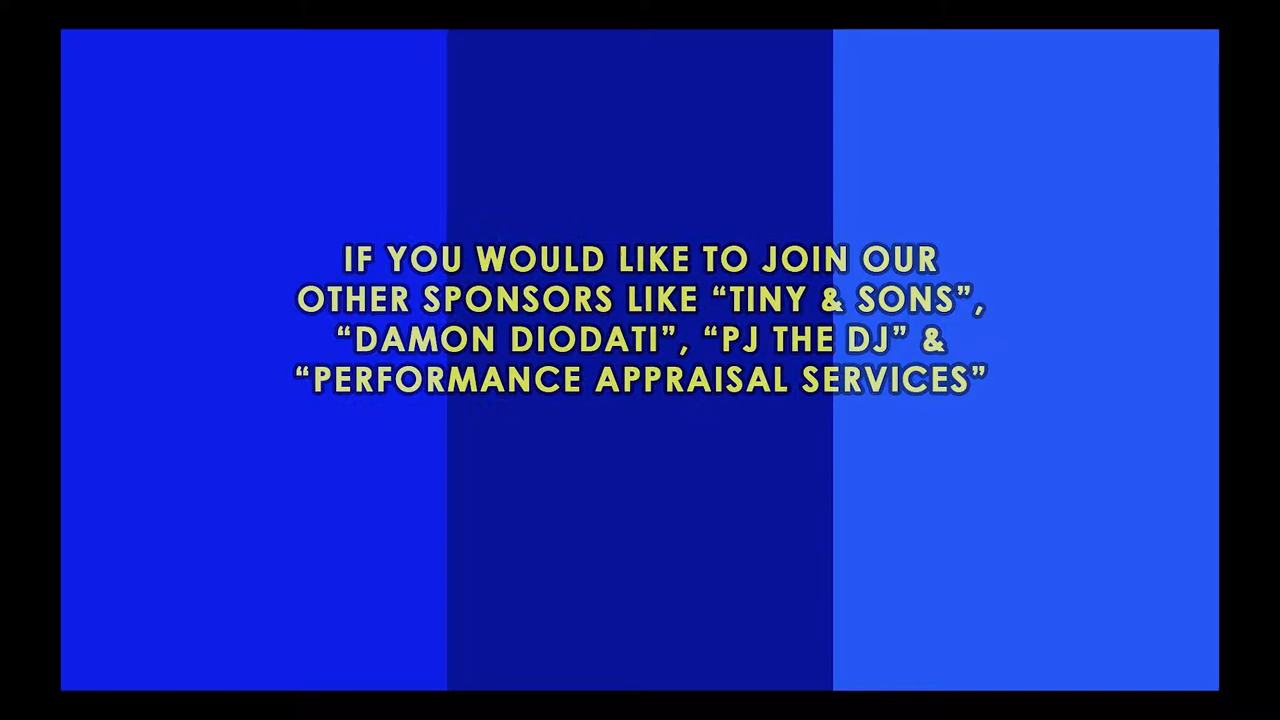 IF YOU WOULD LIKE TO JOIN OUR
OTHER SPONSORS LIKE “TINY & SONS”,
“DAMON DIODATI”, “PJ THE DJ” &
“PERFORMANCE APPRAISAL SERVICES”